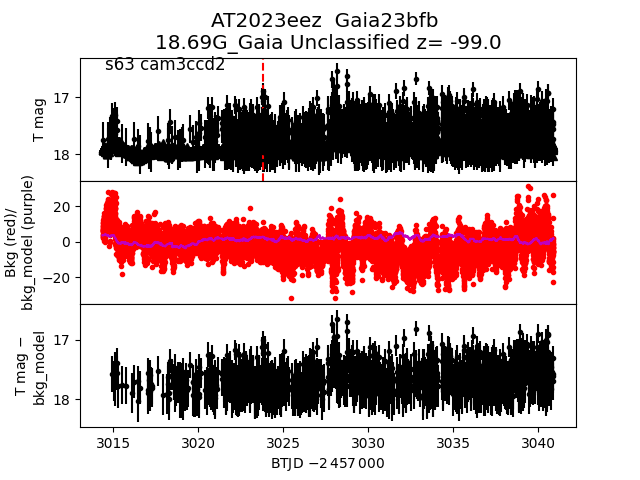 AT2023eez  Gaia23bfb
18.69G_Gaia Unclassified z= -99.0
s63 cam3ccd2
T mag
17
18
Bkg (red)/
bkg_model (purple)
20
0
−20
T mag −
bkg_model
17
18
3015 3020 3025 3030 3035 3040
BTJD −2 457 000